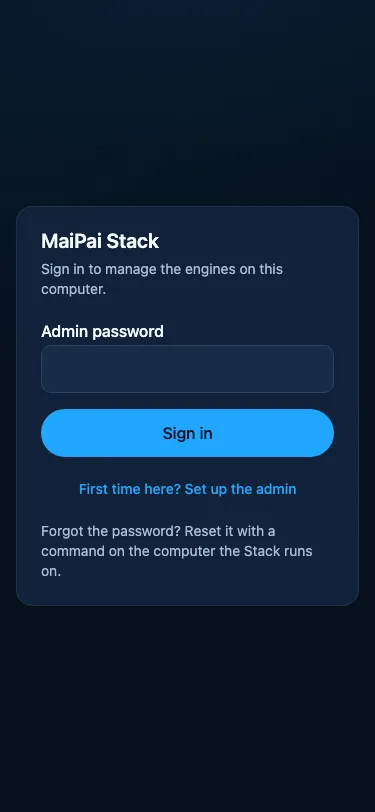 MaiPai Stack
Sign in to manage the engines on this
computer.
Admin password
Sign in
First time here? Set up the admin
Forgot the password? Reset it with a
command on the computer the Stack runs
on.